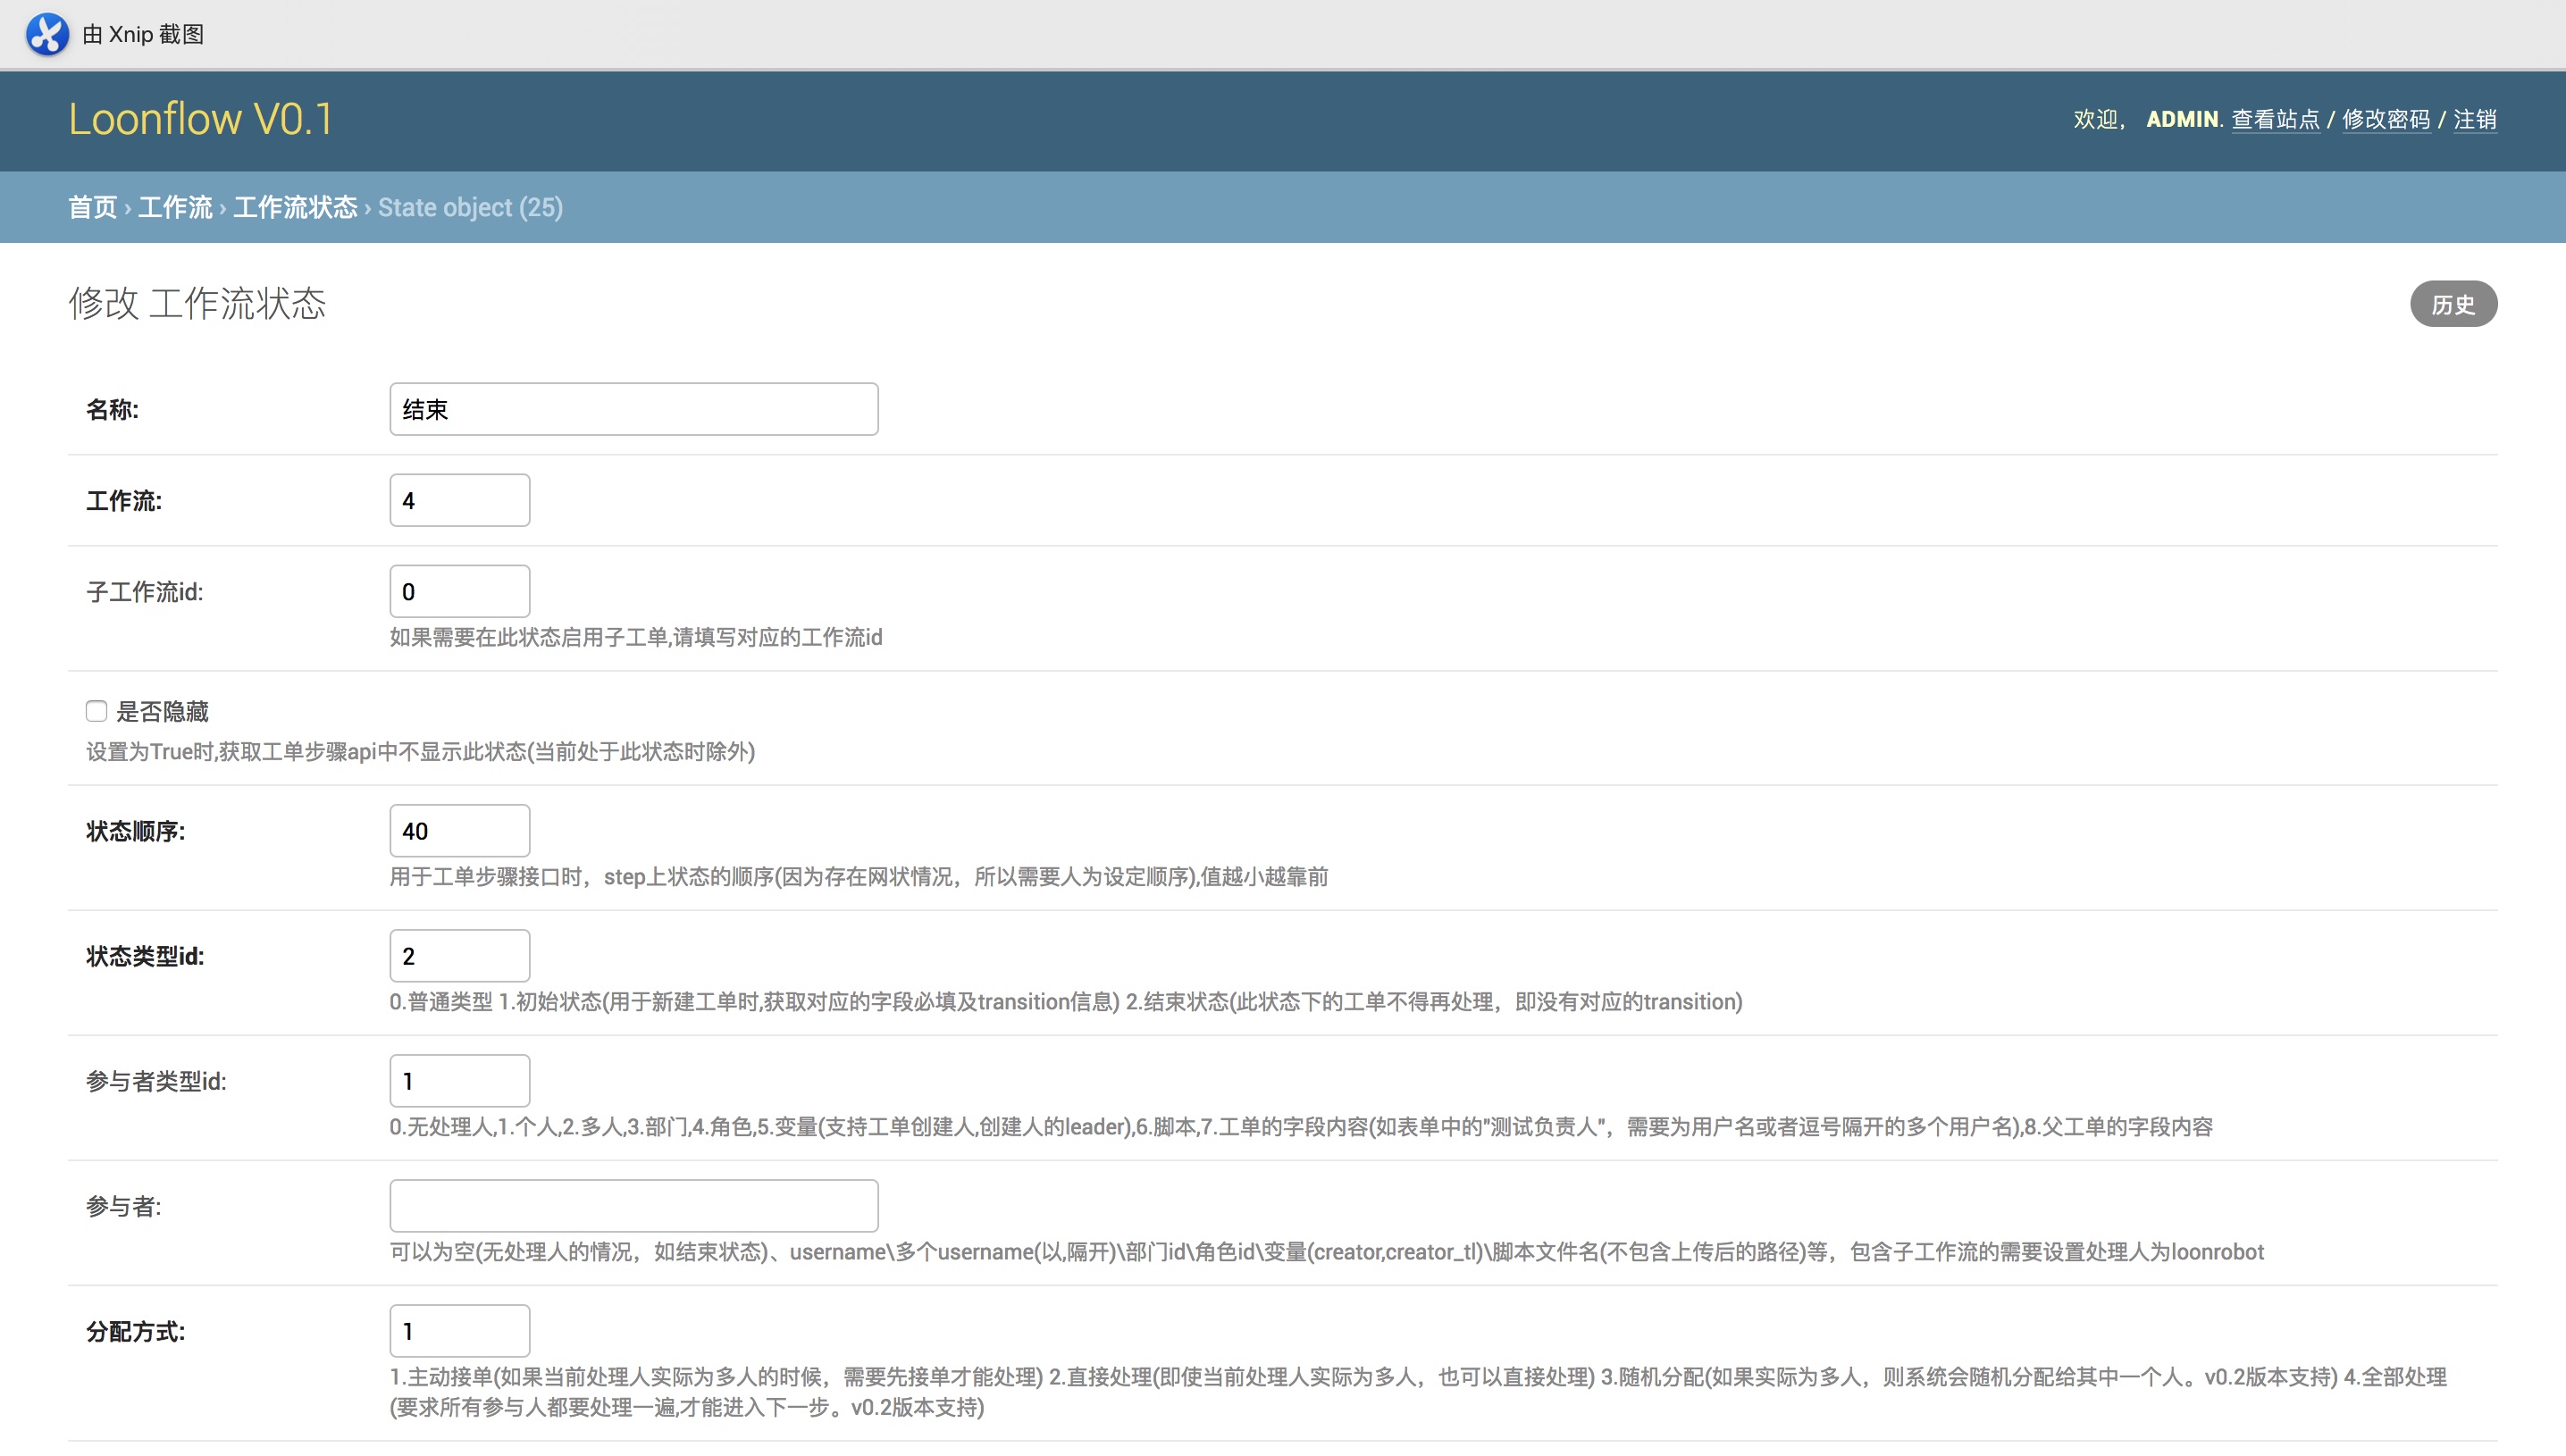 由 Xnip 截图
Loonflow V0.1
欢迎， ADMIN. 查看站点 / 修改密码 / 注销
首页 › 工作流 › 工作流状态 › State object (25)
修改 工作流状态
历史
名称: 结束
工作流: 4
子工作流id: 0
如果需要在此状态启用子工单,请填写对应的工作流id
是否隐藏
设置为True时,获取工单步骤api中不显示此状态(当前处于此状态时除外)
状态顺序: 40
用于工单步骤接口时，step上状态的顺序(因为存在网状情况，所以需要人为设定顺序),值越小越靠前
状态类型id: 2
0.普通类型 1.初始状态(用于新建工单时,获取对应的字段必填及transition信息) 2.结束状态(此状态下的工单不得再处理，即没有对应的transition)
参与者类型id: 1
0.无处理人,1.个人,2.多人,3.部门,4.角色,5.变量(支持工单创建人,创建人的leader),6.脚本,7.工单的字段内容(如表单中的"测试负责人"，需要为用户名或者逗号隔开的多个用户名),8.父工单的字段内容
参与者:
可以为空(无处理人的情况，如结束状态)、username\多个username(以,隔开)\部门id\角色id\变量(creator,creator_tl)\脚本文件名(不包含上传后的路径)等，包含子工作流的需要设置处理人为loonrobot
分配方式: 1
1.主动接单(如果当前处理人实际为多人的时候，需要先接单才能处理) 2.直接处理(即使当前处理人实际为多人，也可以直接处理) 3.随机分配(如果实际为多人，则系统会随机分配给其中一个人。v0.2版本支持) 4.全部处理
(要求所有参与人都要处理一遍,才能进入下一步。v0.2版本支持)